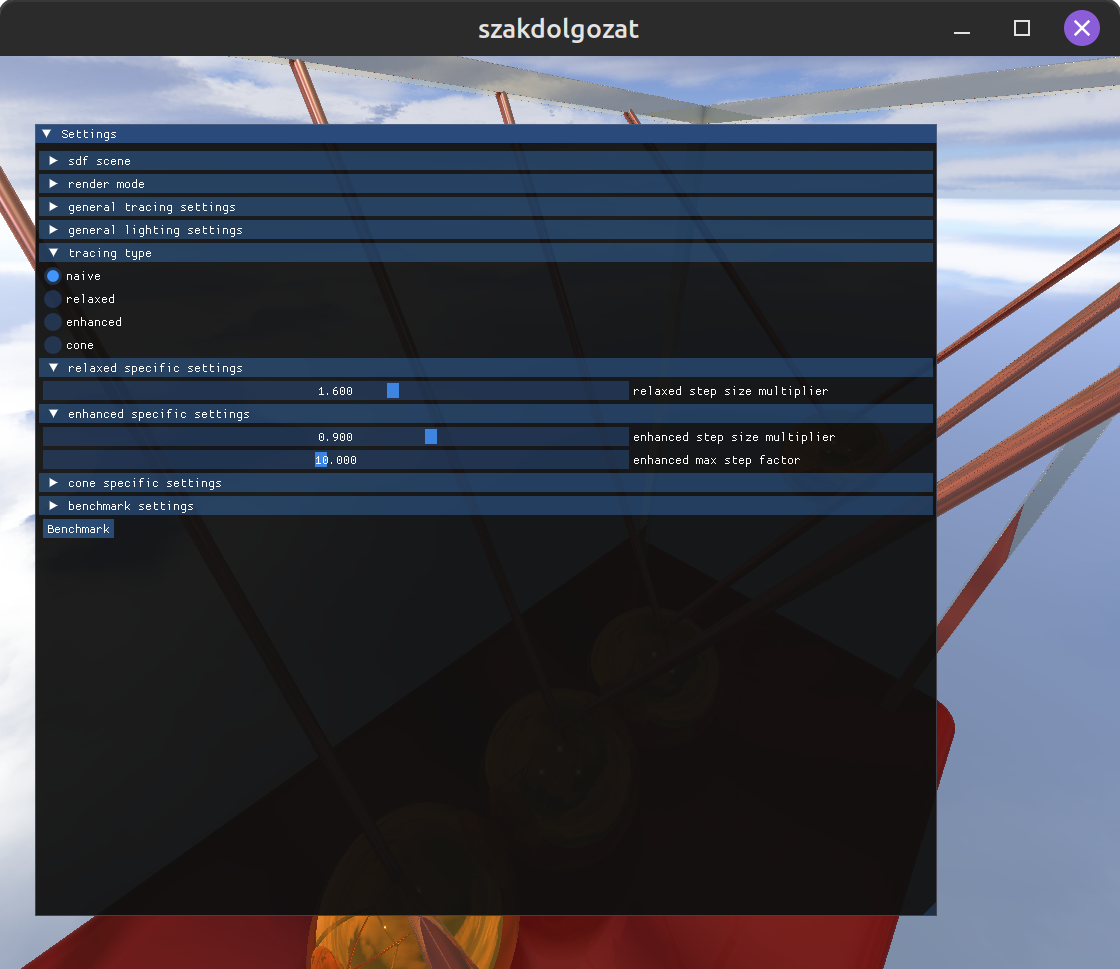 szakdolgozat
Settings
sdf scene
render mode
general tracing settings
general lighting settings
tracing type
naive
relaxed
enhanced
cone
relaxed specific settings
1.600 relaxed step size multiplier
enhanced specific settings
0.900 enhanced step size multiplier
10.000 enhanced max step factor
cone specific settings
benchmark settings
Benchmark